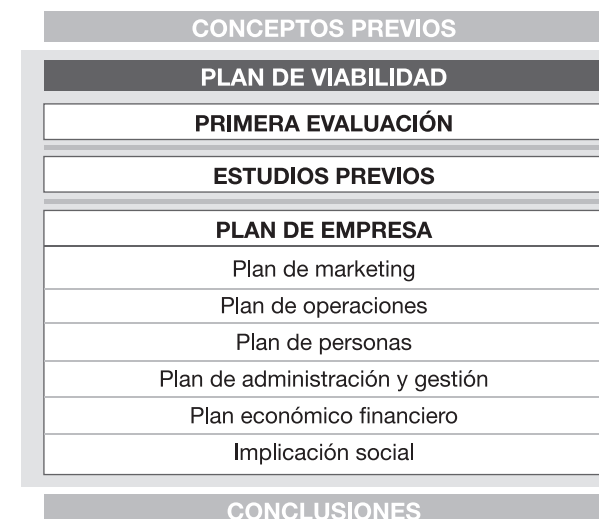 CONCEPTOS PREVIOS
PLAN DE VIABILIDAD
PRIMERA EVALUACIÓN
ESTUDIOS PREVIOS
PLAN DE EMPRESA
Plan de marketing
Plan de operaciones
Plan de personas
Plan de administración y gestión
Plan económico financiero
Implicación social
CONCLUSIONES